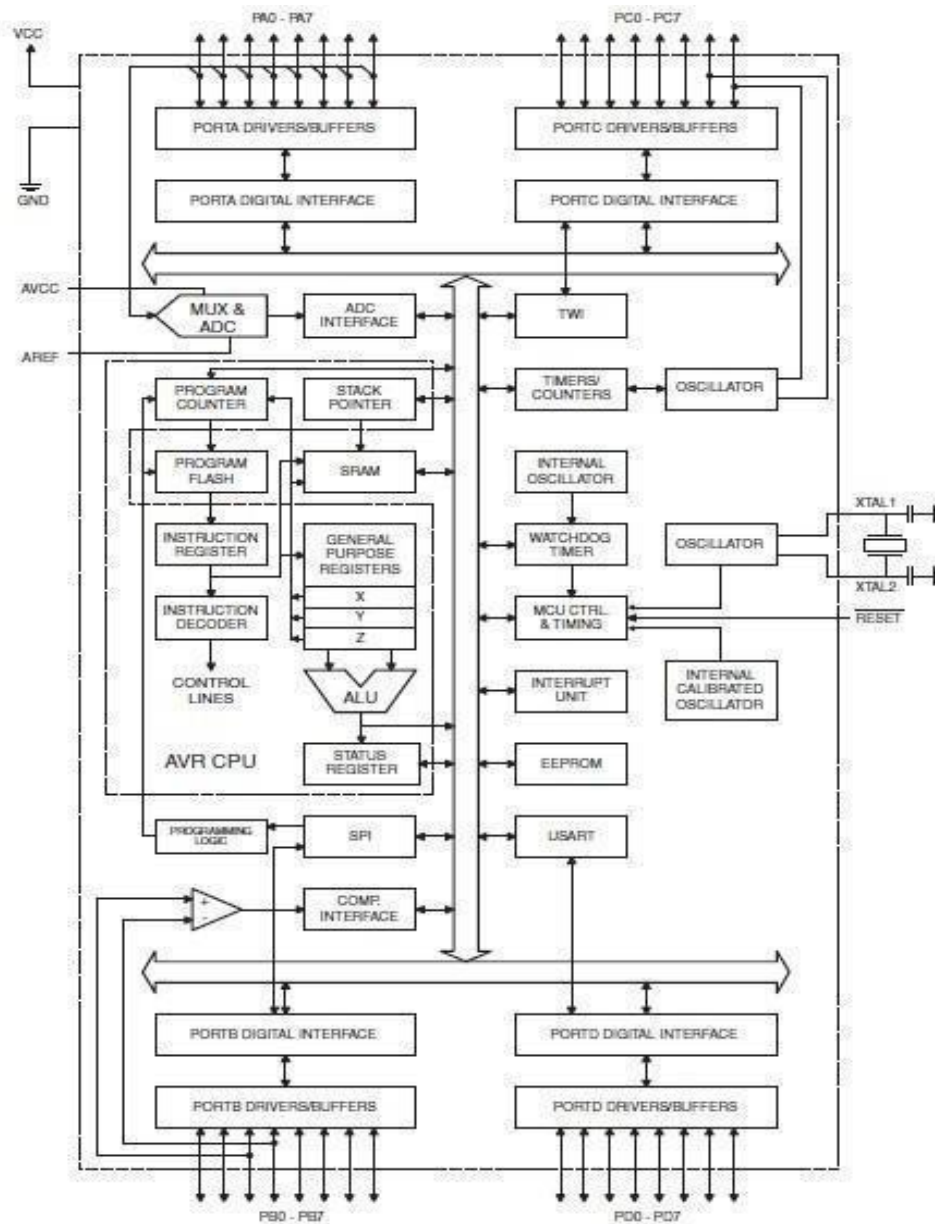 PA0 - PA7
PC0 - PC7
VCC
PORTA DRIVERS/BUFFERS
PORTC DRIVERS/BUFFERS
GND
PORTA DIGITAL INTERFACE
PORTC DIGITAL INTERFACE
AVCC
MUX &
ADC
ADC
INTERFACE
TWI
AREF
PROGRAM
COUNTER
STACK
POINTER
TIMERS/
COUNTERS
OSCILLATOR
PROGRAM
FLASH
SRAM
INTERNAL
OSCILLATOR
XTAL1
INSTRUCTION
REGISTER
GENERAL
PURPOSE
REGISTERS
WATCHDOG
TIMER
OSCILLATOR
XTAL2
X
INSTRUCTION
DECODER
Y
MCU CTRL.
& TIMING
RESET
Z
CONTROL
LINES
ALU
INTERRUPT
UNIT
INTERNAL
CALIBRATED
OSCILLATOR
AVR CPU
STATUS
REGISTER
EEPROM
PROGRAMMING
LOGIC
SPI
USART
+
-
COMP.
INTERFACE
PORTB DIGITAL INTERFACE
PORTD DIGITAL INTERFACE
PORTB DRIVERS/BUFFERS
PORTD DRIVERS/BUFFERS
PB0 - PB7
PD0 - PD7